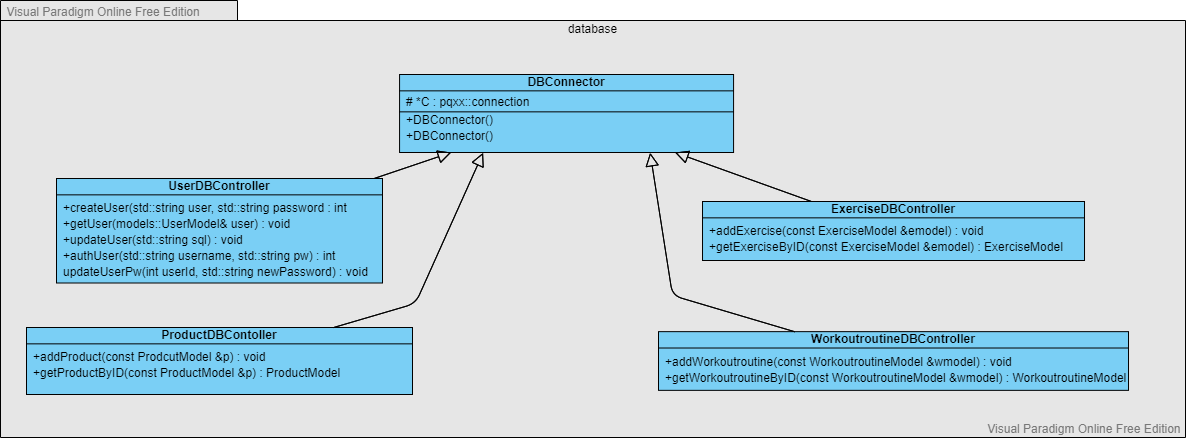 Visual Paradigm Online Free Edition
database
DBConnector
# *C : pqxx::connection
+DBConnector()
+DBConnector()
UserDBController
+createUser(std::string user, std::string password : int
+getUser(models::UserModel& user) : void
+updateUser(std::string sql) : void
+authUser(std::string username, std::string pw) : int
updateUserPw(int userId, std::string newPassword) : void
ExerciseDBController
+addExercise(const ExerciseModel &emodel) : void
+getExerciseByID(const ExerciseModel &emodel) : ExerciseModel
ProductDBContoller
+addProduct(const ProdcutModel &p) : void
+getProductByID(const ProductModel &p) : ProductModel
WorkoutroutineDBController
+addWorkoutroutine(const WorkoutroutineModel &wmodel) : void
+getWorkoutroutineByID(const WorkoutroutineModel &wmodel) : WorkoutroutineModel
Visual Paradigm Online Free Edition